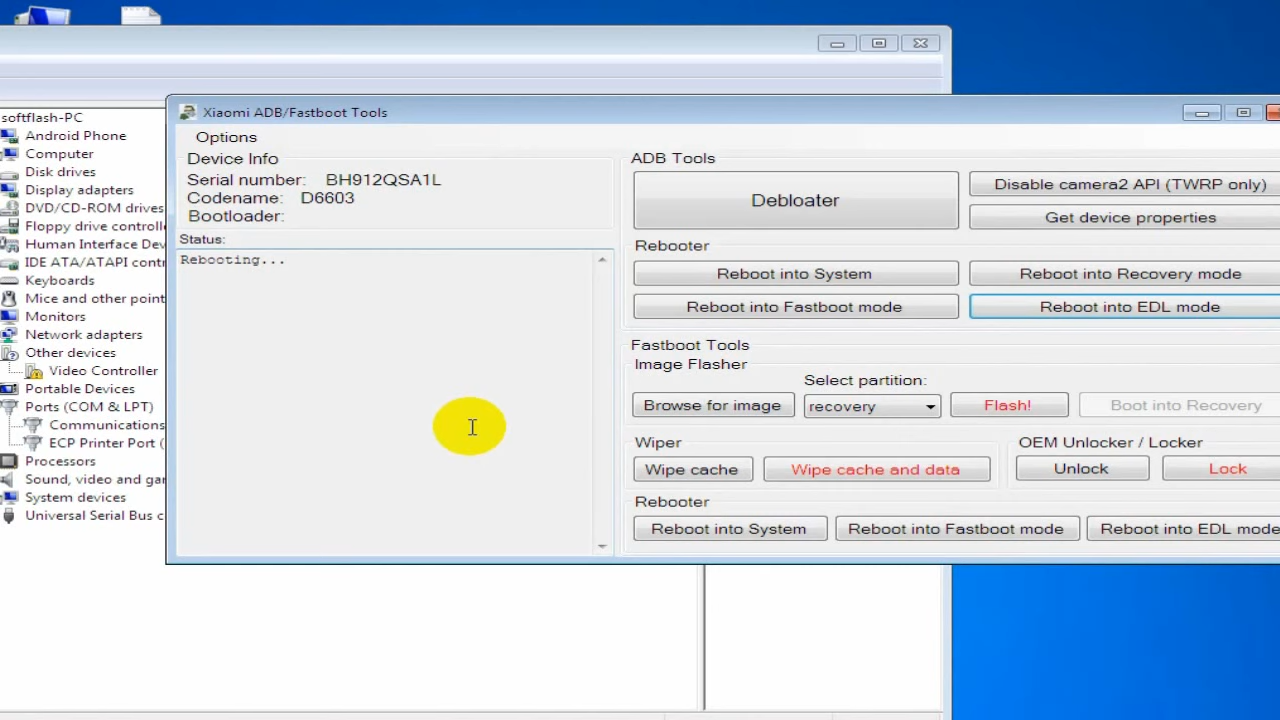 softflash-PC
Android Phone
Computer
Disk drives
Display adapters
DVD/CD-ROM drives
Floppy drive controlle
Human Interface Dev
IDE ATA/ATAPI contr
Keyboards
Mice and other point
Monitors
Network adapters
Other devices
Video Controller
Portable Devices
Ports (COM & LPT)
Communications
ECP Printer Port (
Processors
Sound, video and gar
System devices
Universal Serial Bus c
Xiaomi ADB/Fastboot Tools
Options
Device Info
Serial number: BH912QSA1L
Codename: D6603
Bootloader:
Status:
Rebooting...
ADB Tools
Debloater
Disable camera2 API (TWRP only)
Get device properties
Rebooter
Reboot into System
Reboot into Recovery mode
Reboot into Fastboot mode
Reboot into EDL mode
Fastboot Tools
Image Flasher
Select partition:
Browse for image
recovery
Flash!
Boot into Recovery
Wiper
Wipe cache
Wipe cache and data
OEM Unlocker / Locker
Unlock
Lock
Rebooter
Reboot into System
Reboot into Fastboot mode
Reboot into EDL mode